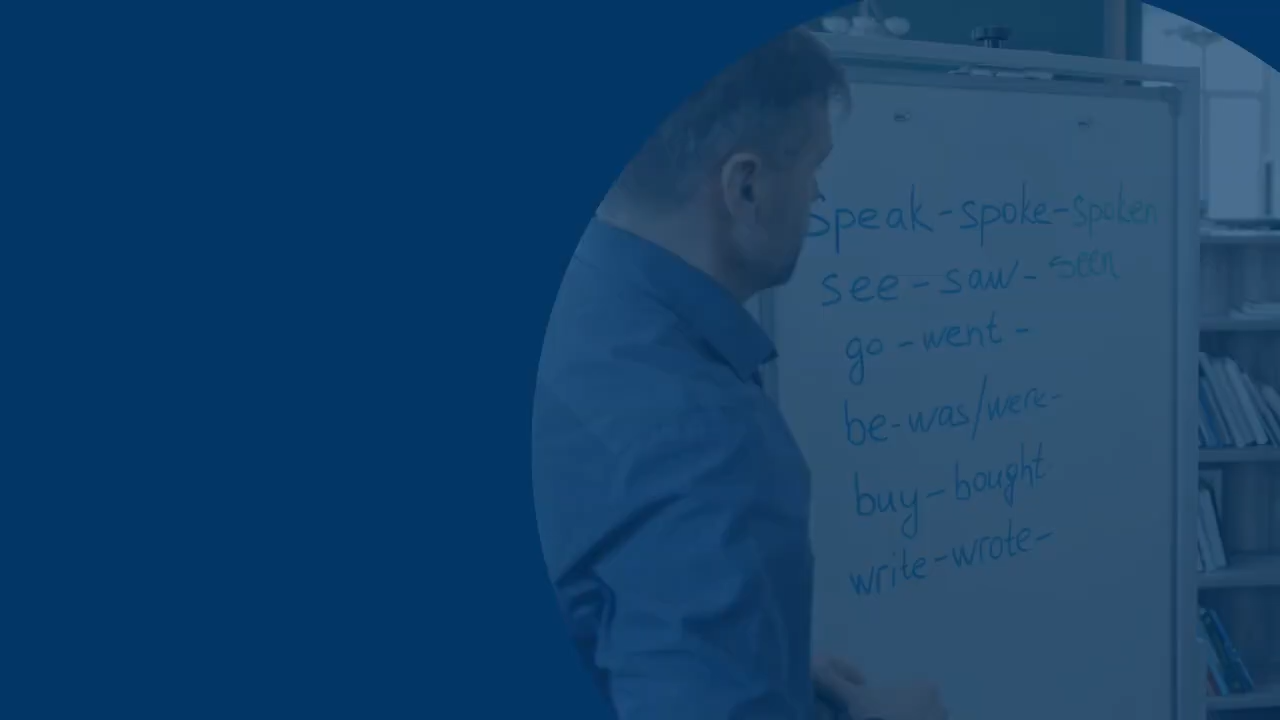 Speak-spoke-spoken
see-saw-seen
go-went-
be-was/were-
buy-bought
write-wrote-